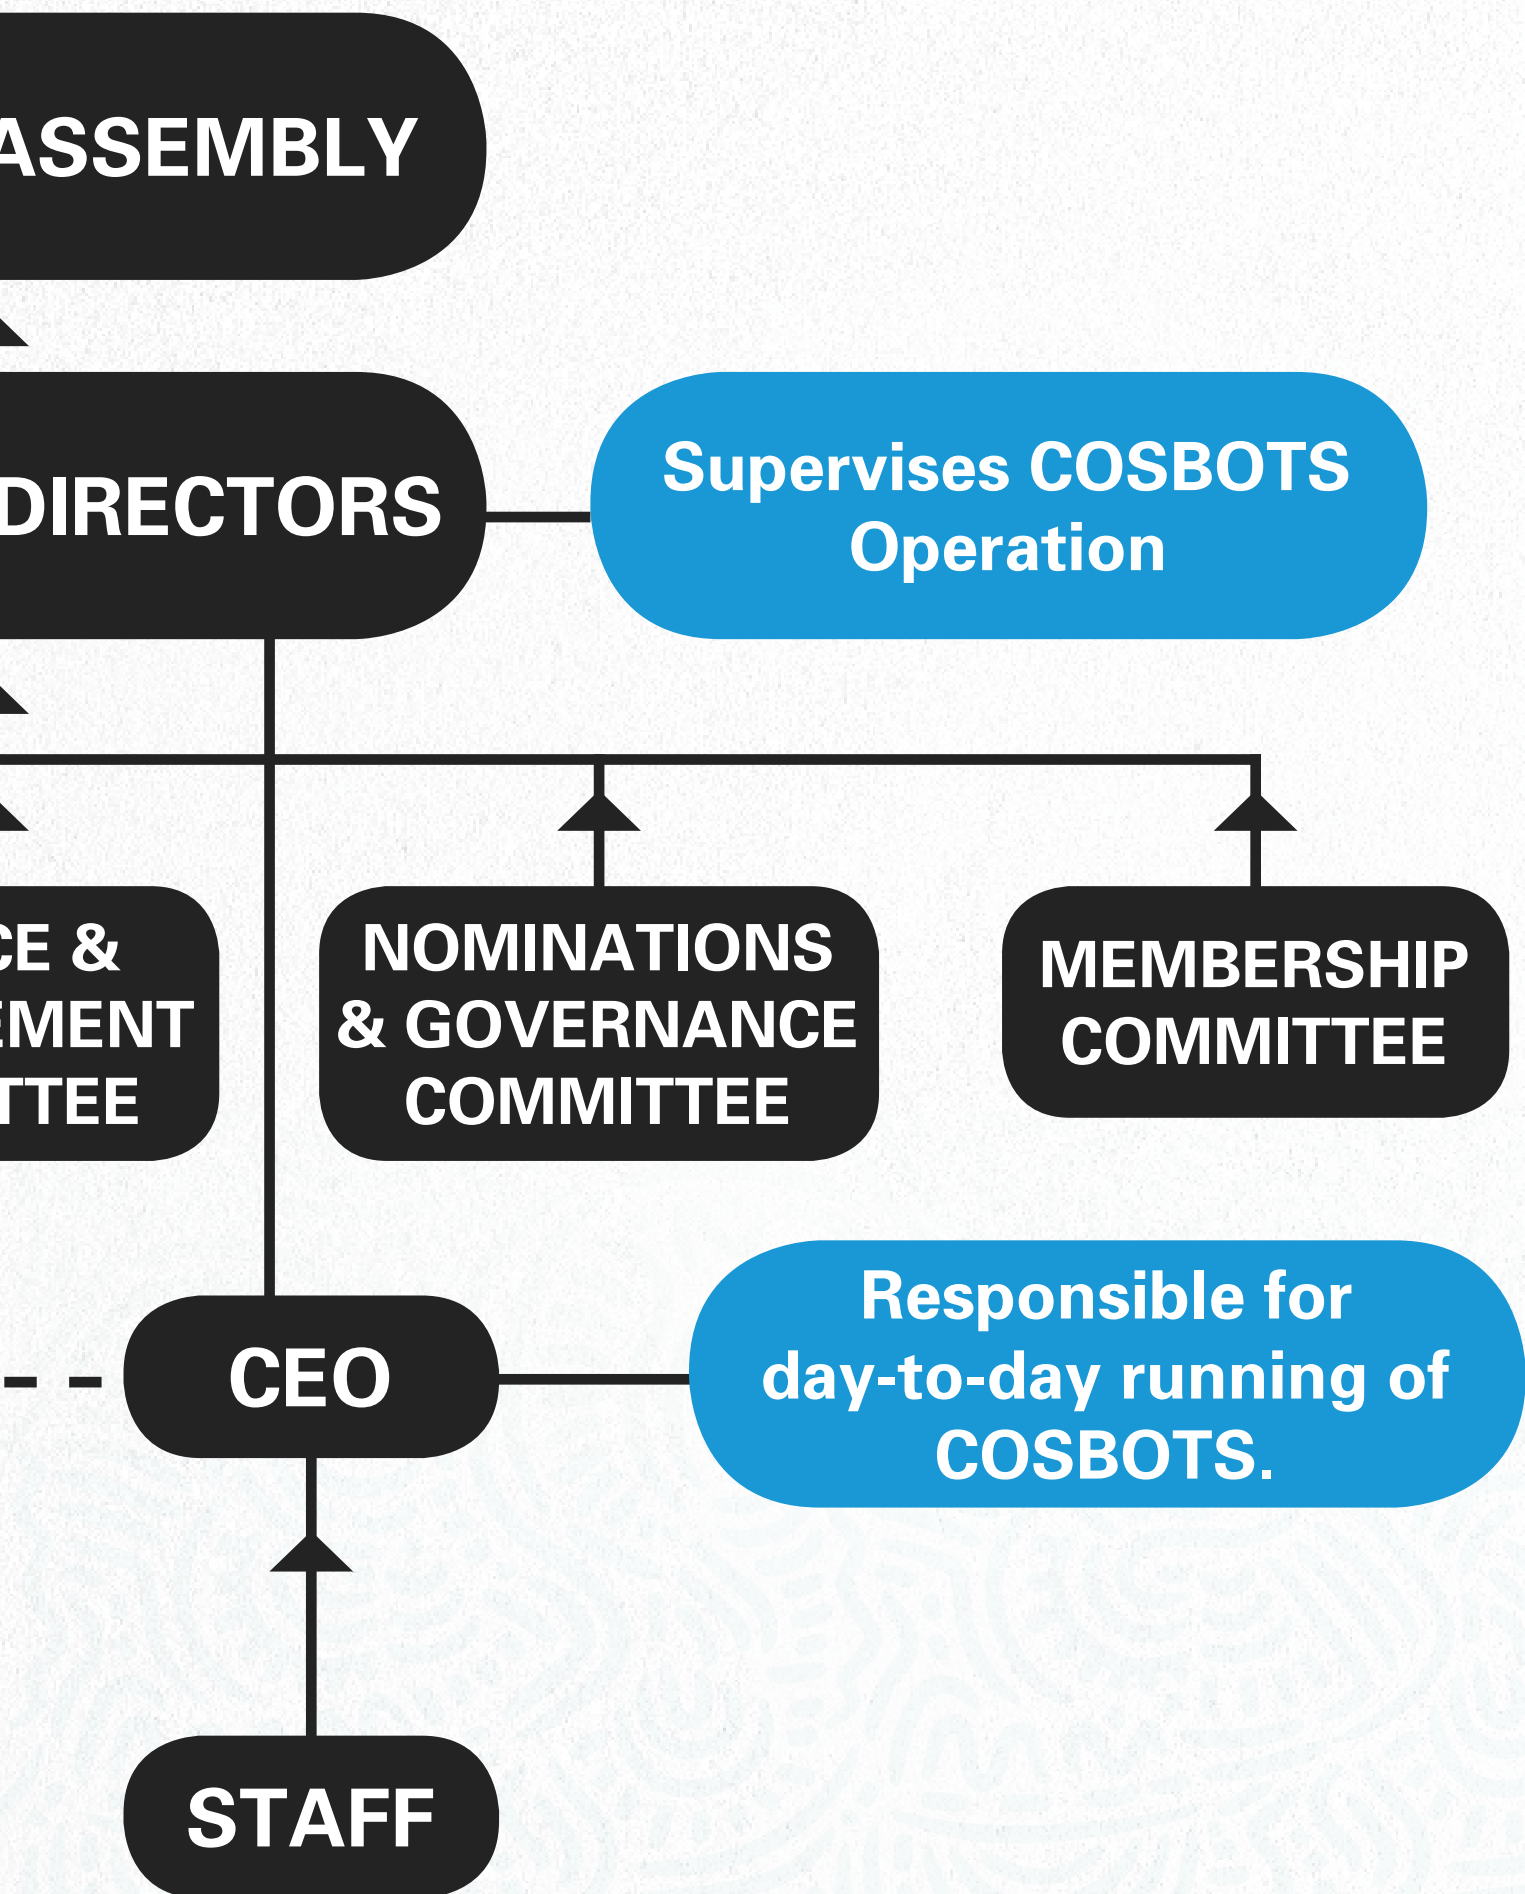 ASSEMBLY
DIRECTORS
Supervises COSBOTS
Operation
CE &
EMENT
TTEE
NOMINATIONS
& GOVERNANCE
COMMITTEE
MEMBERSHIP
COMMITTEE
CEO
Responsible for
day-to-day running of
COSBOTS.
STAFF